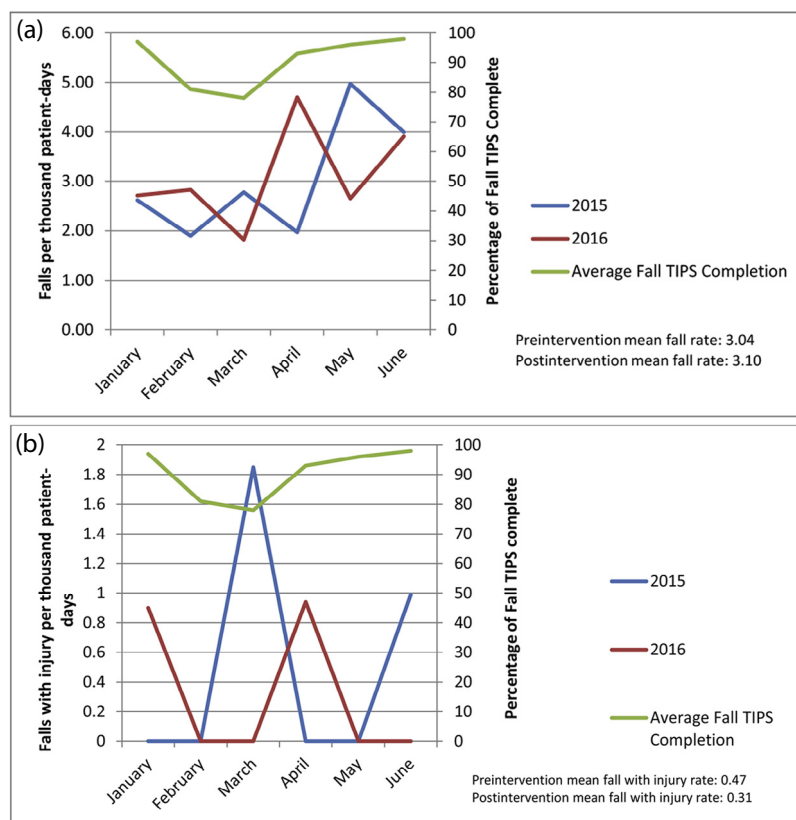 (a)
6.00
5.00
4.00
3.00
2.00
1.00
0.00
Falls per thousand patient-days
100
90
80
70
60
50
40
30
20
10
0
Percentage of Fall TIPS Complete
January
February
March
April
May
June
2015
2016
Average Fall TIPS Completion
Preintervention mean fall rate: 3.04
Postintervention mean fall rate: 3.10
(b)
2
1.8
1.6
1.4
1.2
1
0.8
0.6
0.4
0.2
0
Falls with injury per thousand patient-
days
100
90
80
70
60
50
40
30
20
10
0
Percentage of Fall TIPS complete
January
February
March
April
May
June
2015
2016
Average Fall TIPS
Completion
Preintervention mean fall with injury rate: 0.47
Postintervention mean fall with injury rate: 0.31